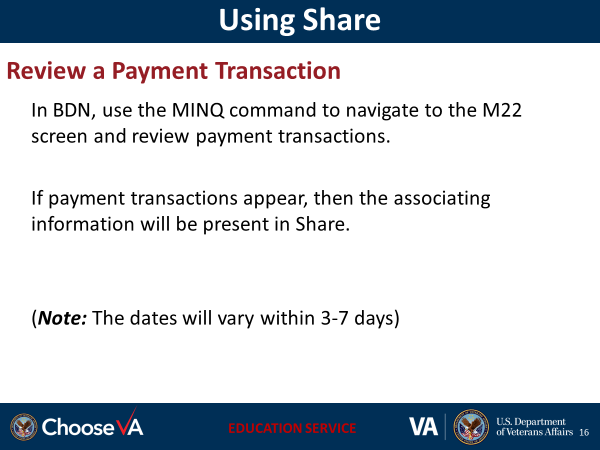 Using Share
Review a Payment Transaction
In BDN, use the MINQ command to navigate to the M22
screen and review payment transactions.
If payment transactions appear, then the associating
information will be present in Share.
(Note: The dates will vary within 3-7 days)
ChooseVA
EDUCATION SERVICE
VA
U.S. Department
of Veterans Affairs
16